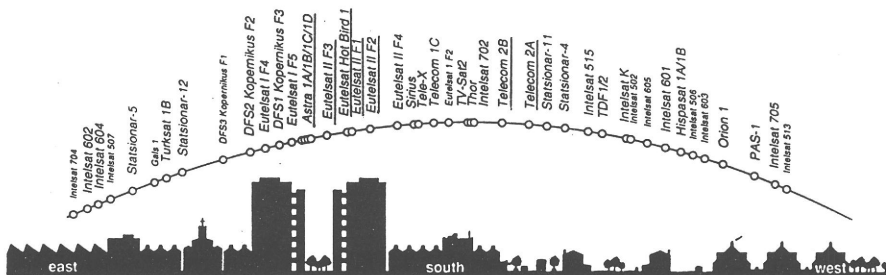 Intelsat 704
Intelsat 602
Intelsat 604
Intelsat 507
Statsionar-5
Gals 1
Turksat 1B
Statsionar-12
DFS3 Kopernikus F1
DFS2 Kopernikus F2
Eutelsat I F4
DFS1 Kopernikus F3
Eutelsat I F5
Astra 1A/1B/1C/1D
Eutelsat II F3
Eutelsat Hot Bird 1
Eutelsat II F1
Eutelsat II F2
Eutelsat II F4
Sirius
Tele-X
Telecom 1C
Eutelsat 1 F2
TV-Sat2
Thor
Intelsat 702
Telecom 2B
Telecom 2A
Statsionar-11
Statsionar-4
Intelsat 515
TDF1/2
Intelsat K
Intelsat 502
Intelsat 605
Intelsat 601
Hispasat 1A/1B
Intelsat 506
Intelsat 603
Orion 1
PAS-1
Intelsat 705
Intelsat 513
east
south
west